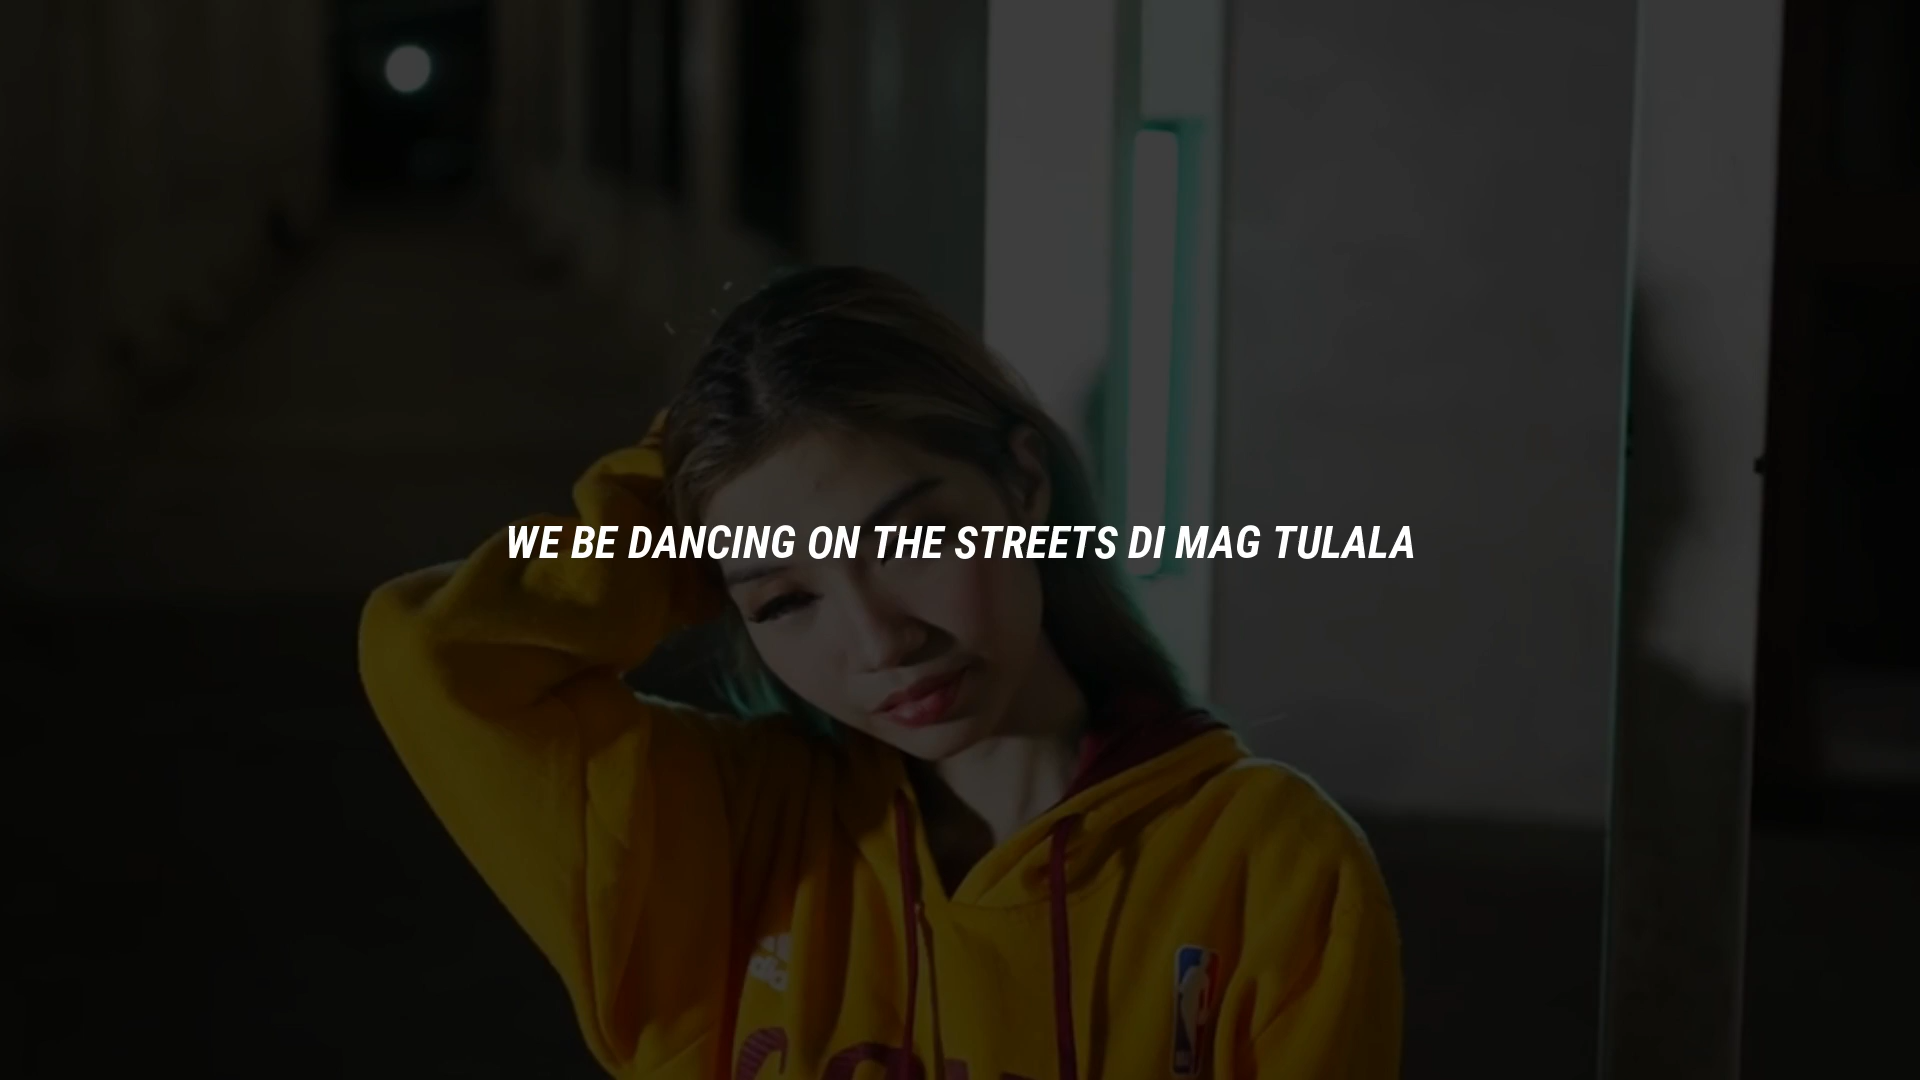 WE BE DANCING ON THE STREETS DI MAG TULALA